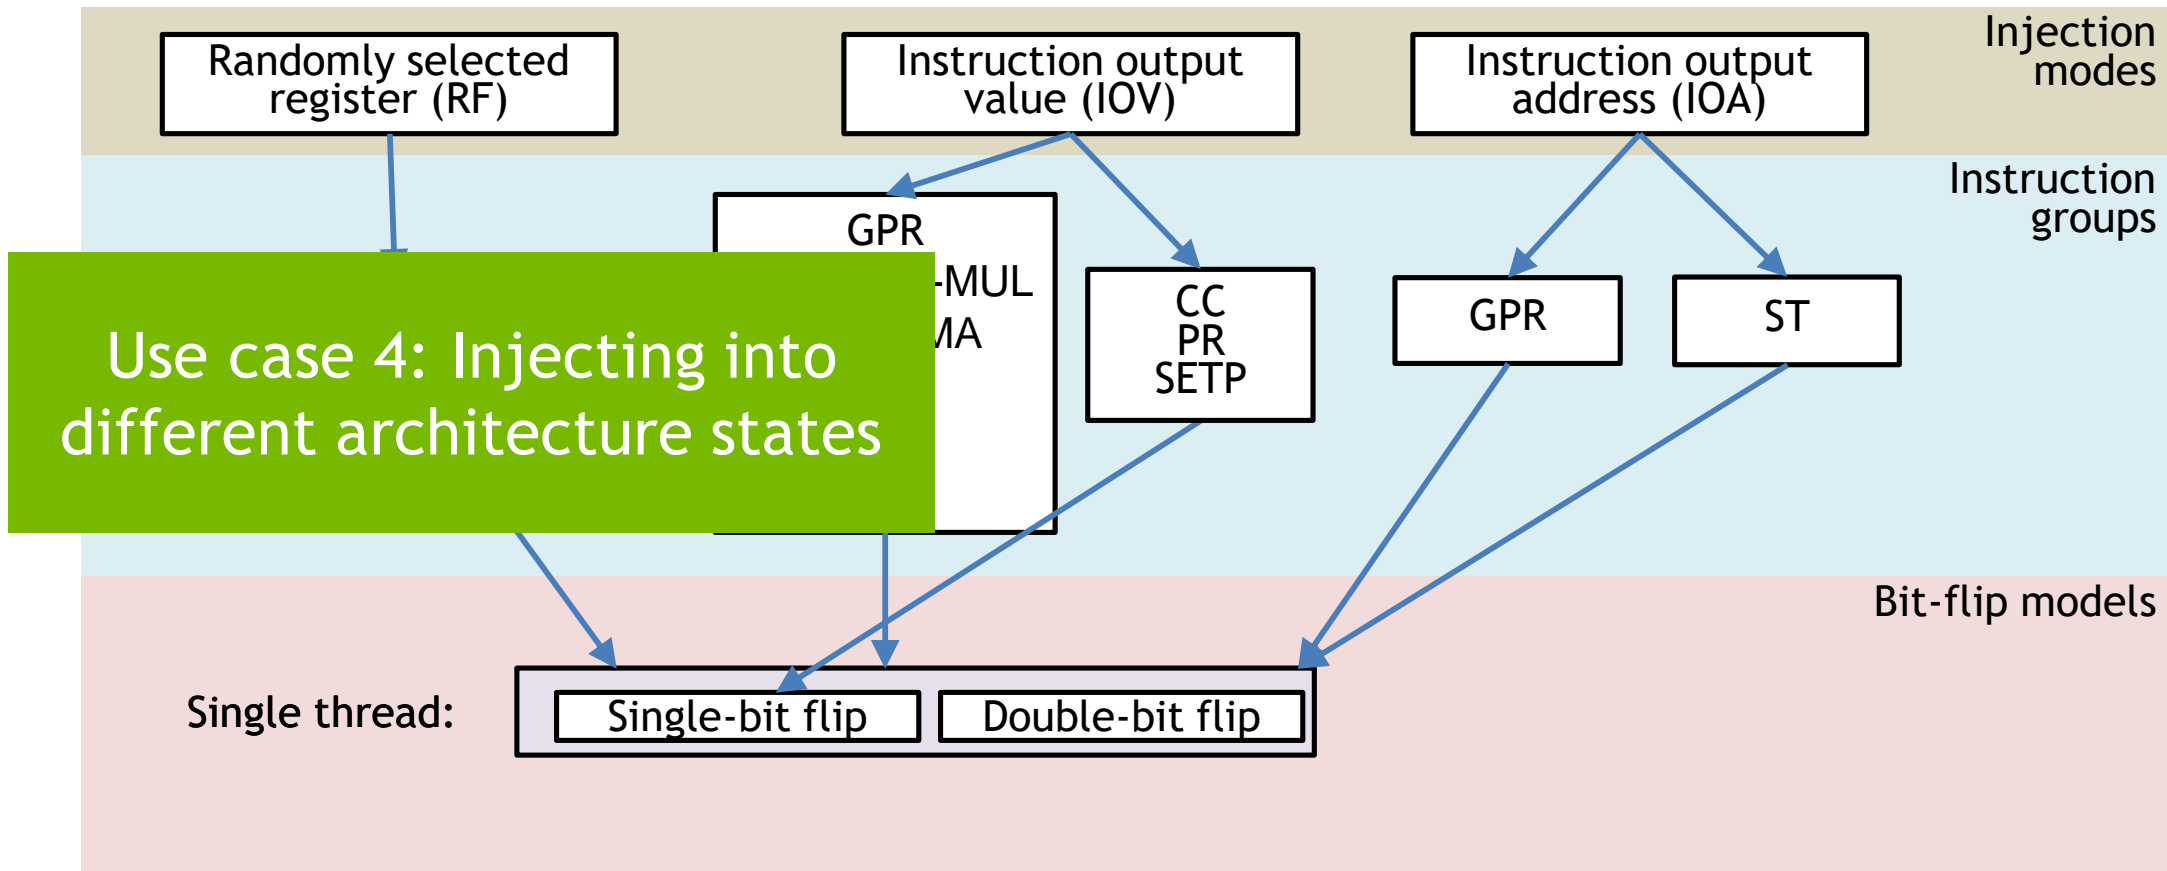 Injection
modes
Randomly selected
register (RF)
Instruction output
value (IOV)
Instruction output
address (IOA)
Instruction
groups
GPR
-MUL
CC
PR
SETP
GPR
ST
Use case 4: Injecting into
different architecture states
Bit-flip models
Single thread:
Single-bit flip
Double-bit flip